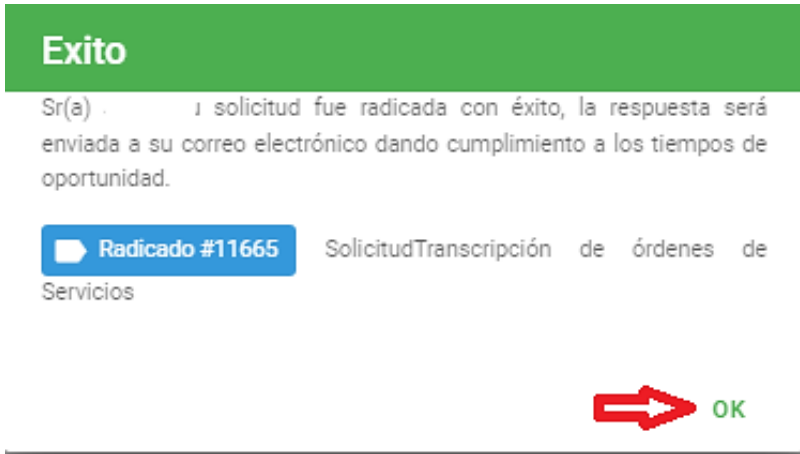 Exito
Sr(a) solicitud fue radicada con éxito, la respuesta será
enviada a su correo electrónico dando cumplimiento a los tiempos de
oportunidad.
Radicado #11665 SolicitudTranscripción de órdenes de
Servicios
OK